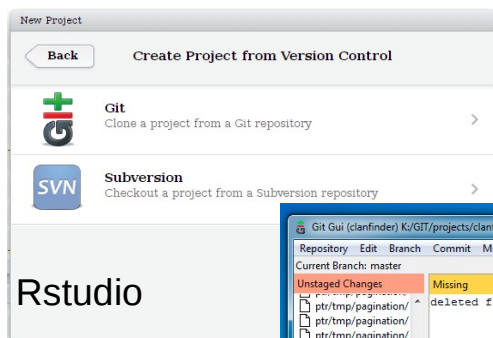 New Project
Back
Create Project from Version Control
Git
Clone a project from a Git repository
SVN
Subversion
Checkout a project from a Subversion repository
Rstudio
Git Gui (clanfinder) K:/GIT/projects/clanf
Repository Edit Branch Commit M
Current Branch: master
Unstaged Changes
Missing
deleted f
ptr/tmp/pagination/
ptr/tmp/pagination/
ptr/tmp/pagination/